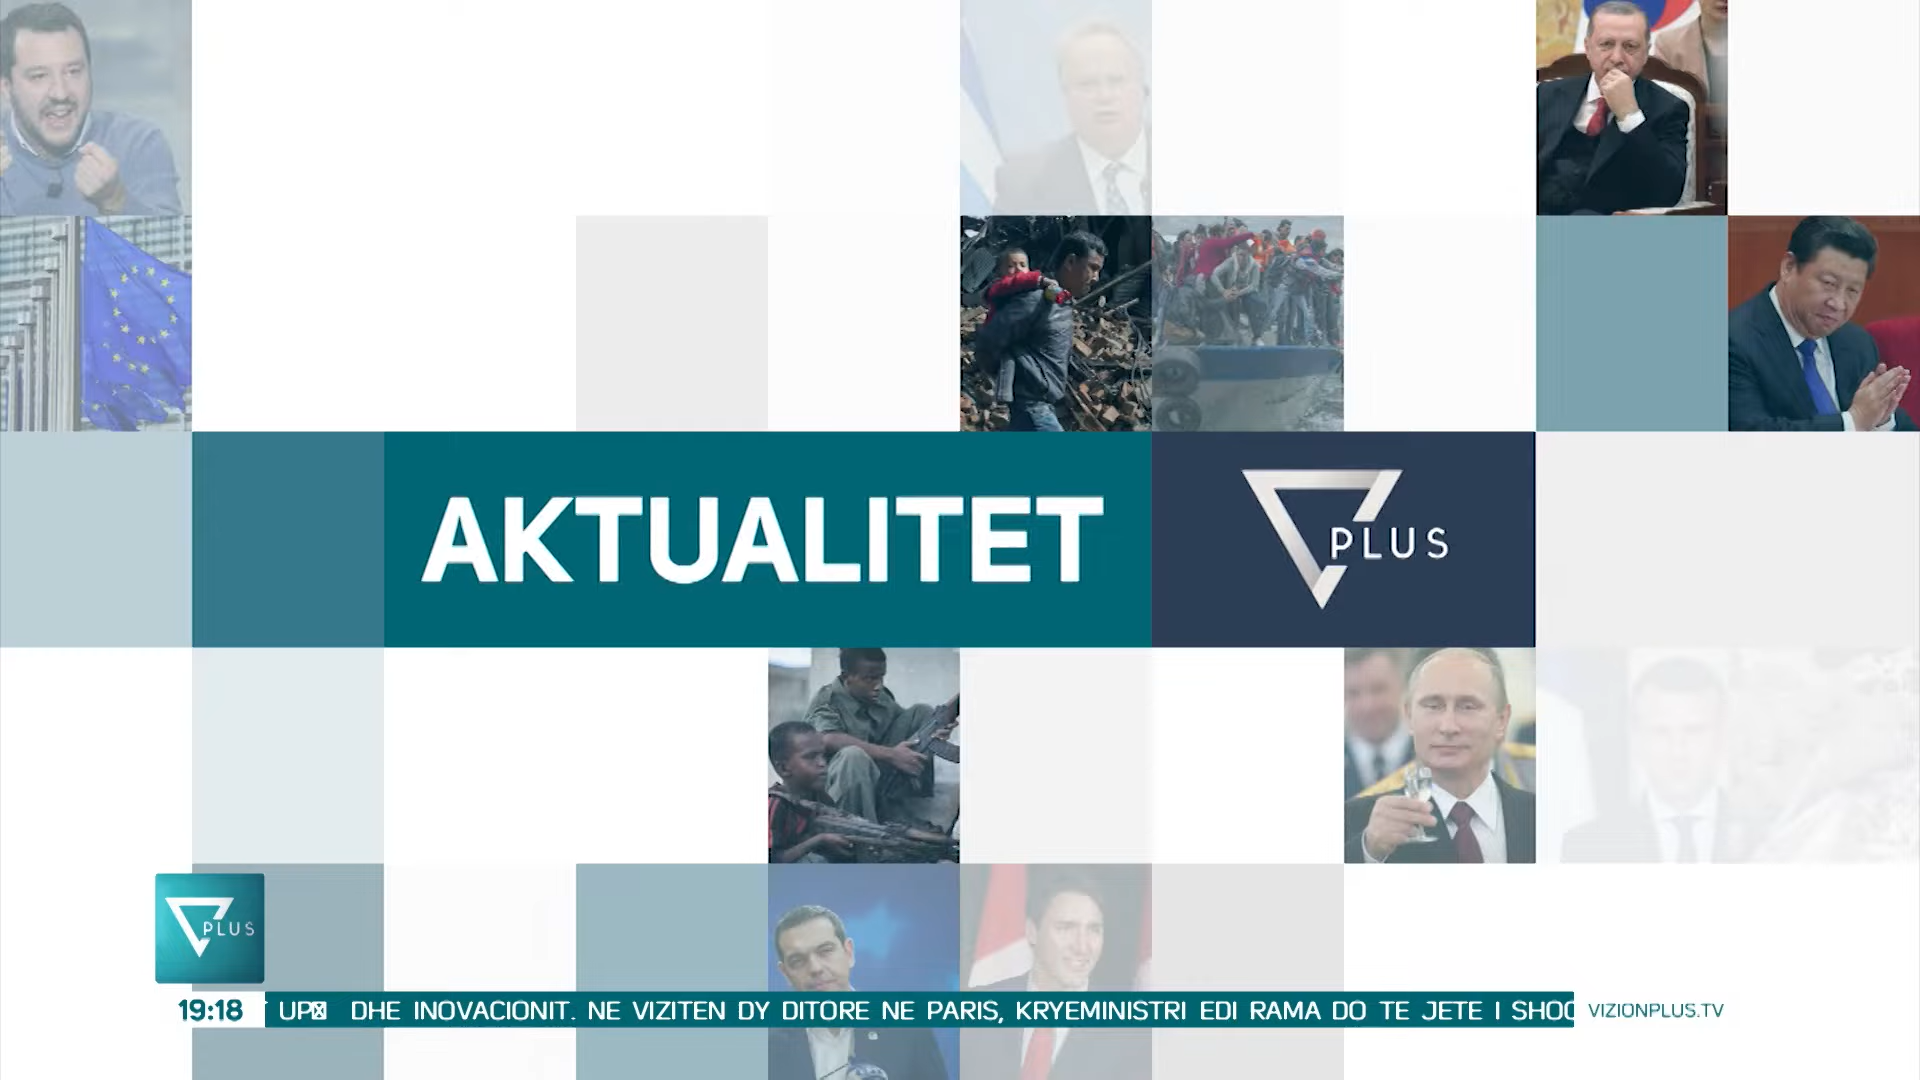 AKTUALITET
PLUS
PLUS
19:18
UP DHE INOVACIONIT. NE VIZITEN DY DITORE NE PARIS, KRYEMINISTRI EDI RAMA DO TE JETE I
VIZIONPLUS.TV